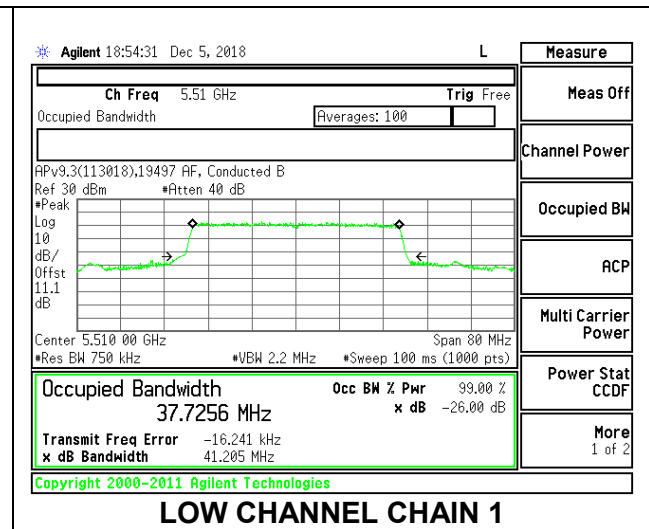 Agilent 18:54:31 Dec 5, 2018 L
Measure
Ch Freq 5.51 GHz Trig Free
Meas Off
Occupied Bandwidth Averages: 100
Channel Power
APv9.3(113018),19497 AF, Conducted B
Ref 30 dBm #Atten 40 dB
#Peak
Log
10
dB/
Offst
11.1
dB
Occupied BW
ACP
Multi Carrier
Power
Center 5.510 00 GHz Span 80 MHz
#Res BW 750 kHz #VBW 2.2 MHz #Sweep 100 ms (1000 pts)
Power Stat
CCDF
Occupied Bandwidth Occ BW % Pwr 99.00 %
37.7256 MHz x dB -26.00 dB
Transmit Freq Error -16.241 kHz
x dB Bandwidth 41.205 MHz
More
1 of 2
Copyright 2000-2011 Agilent Technologies
LOW CHANNEL CHAIN 1